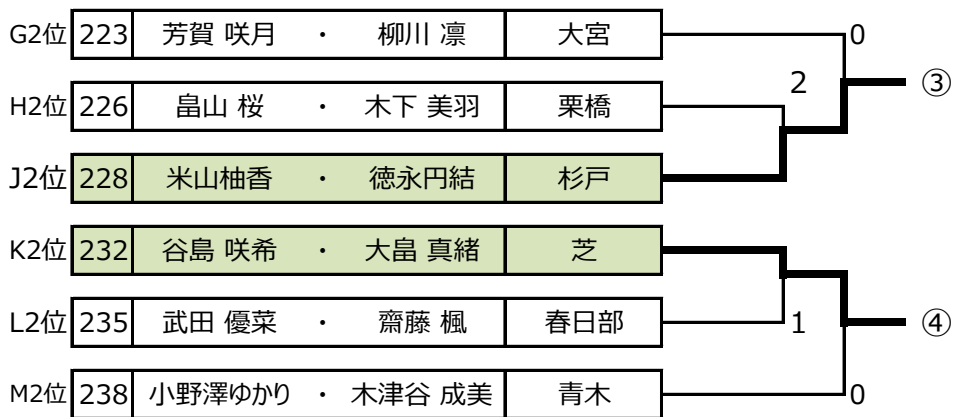 G2位 223 芳賀 咲月 ・ 柳川 凛 大宮 0
2 ③
H2位 226 畠山 桜 ・ 木下 美羽 栗橋
J2位 228 米山柚香 ・ 徳永円結 杉戸
K2位 232 谷島 咲希 ・ 大畠 真緒 芝
L2位 235 武田 優菜 ・ 齋藤 楓 春日部 1 ④
M2位 238 小野澤ゆかり ・ 木津谷 成美 青木 0